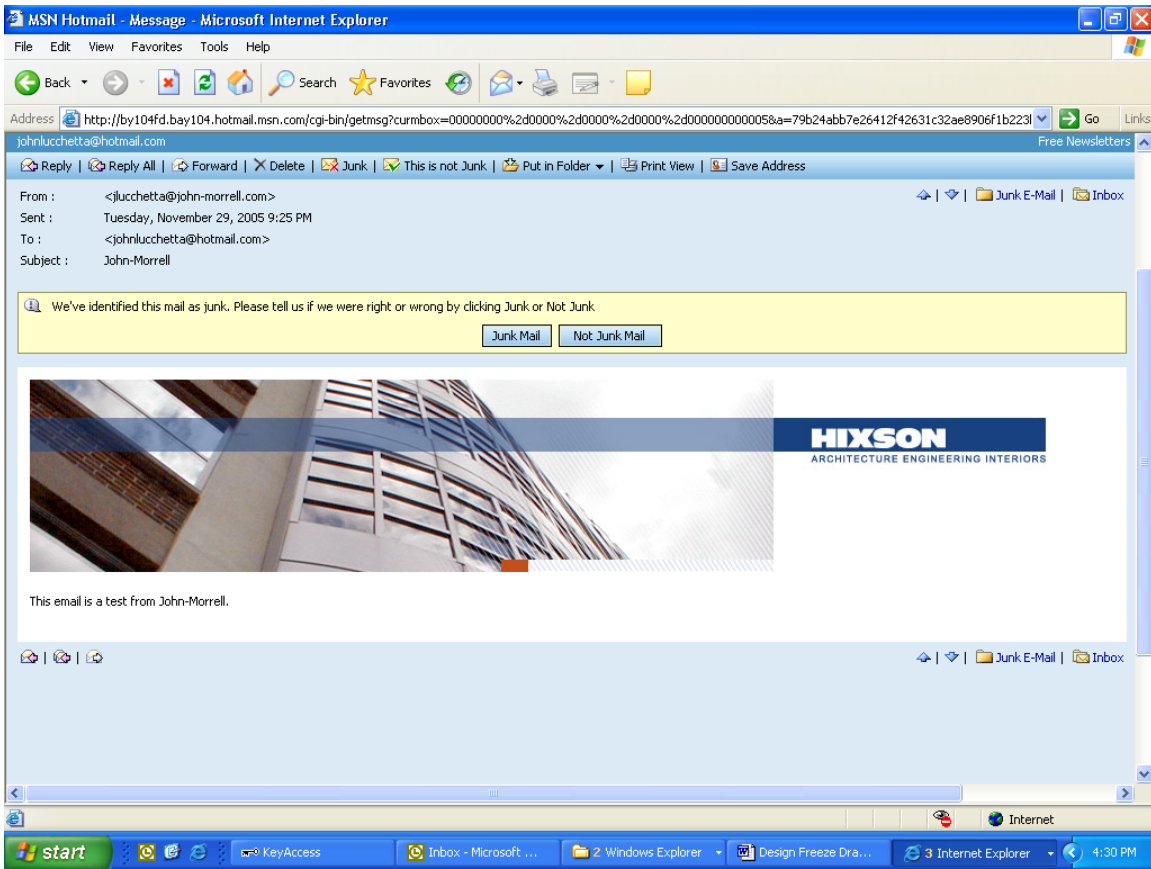 MSN Hotmail - Message - Microsoft Internet Explorer
File Edit View Favorites Tools Help
Back Search Favorites
Address http://by104fd.bay104.hotmail.msn.com/cgi-bin/getmsg?curmbox=00000000%2d0000%2d0000%2d0000%2d000000000005&a=79b24abb7e26412f42631c32ae8906f1b223l Go Links
johnlucchetta@hotmail.com Free Newsletters
Reply | Reply All | Forward | Delete | Junk | This is not Junk | Put in Folder | Print View | Save Address
From : <jlucchetta@john-morrell.com> | | Junk E-Mail | Inbox
Sent : Tuesday, November 29, 2005 9:25 PM
To : <johnlucchetta@hotmail.com>
Subject : John-Morrell
We've identified this mail as junk. Please tell us if we were right or wrong by clicking Junk or Not Junk
Junk Mail Not Junk Mail
HIXSON
ARCHITECTURE ENGINEERING INTERIORS
This email is a test from John-Morrell.
| | | | Junk E-Mail | Inbox
Internet
start KeyAccess Inbox - Microsoft ... 2 Windows Explorer Design Freeze Dra... 3 Internet Explorer 4:30 PM